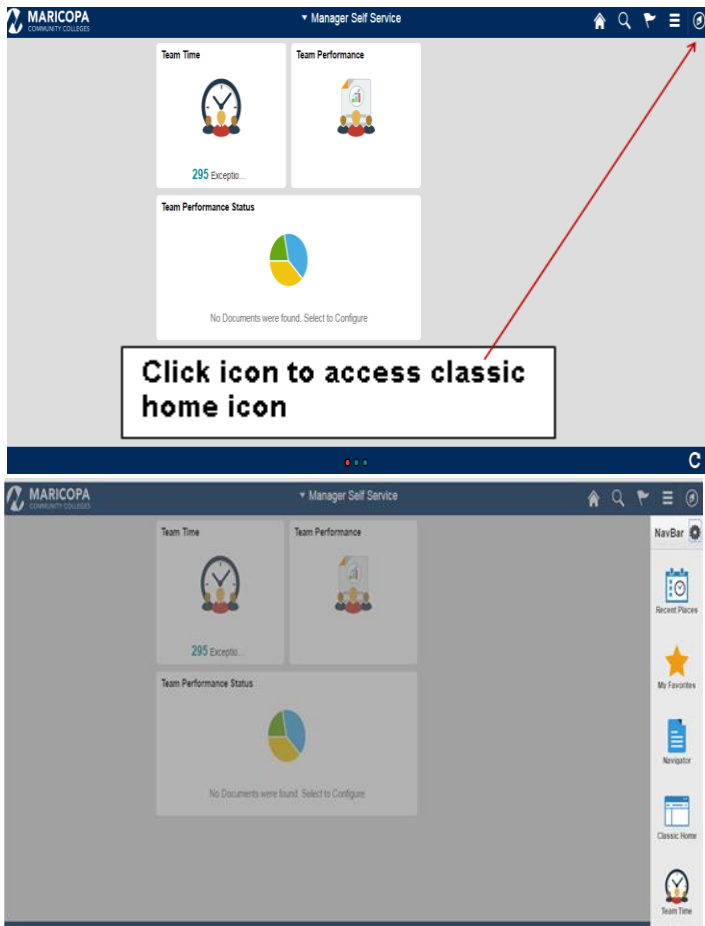 MARICOPA
COMMUNITY COLLEGES
Manager Self Service
Team Time
Team Performance
295 Exceptio...
Team Performance Status
No Documents were found. Select to Configure
Click icon to access classic
home icon
MARICOPA
COMMUNITY COLLEGES
Manager Self Service
NavBar
Team Time
Team Performance
Recent Places
295 Exceptio...
Team Performance Status
My Favorites
Navigator
No Documents were found. Select to Configure
Classic Home
Team Time